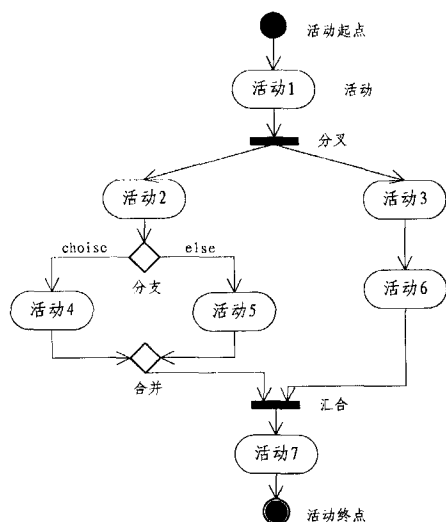 活动起点
活动1
活动
分叉
活动2
活动3
choisc
else
分支
活动4
活动5
活动6
合并
汇合
活动7
活动终点